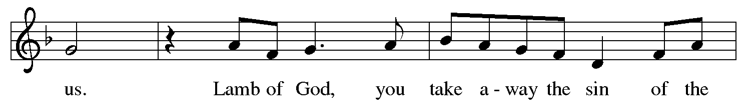 us. Lamb of God, you take a - way the sin of the